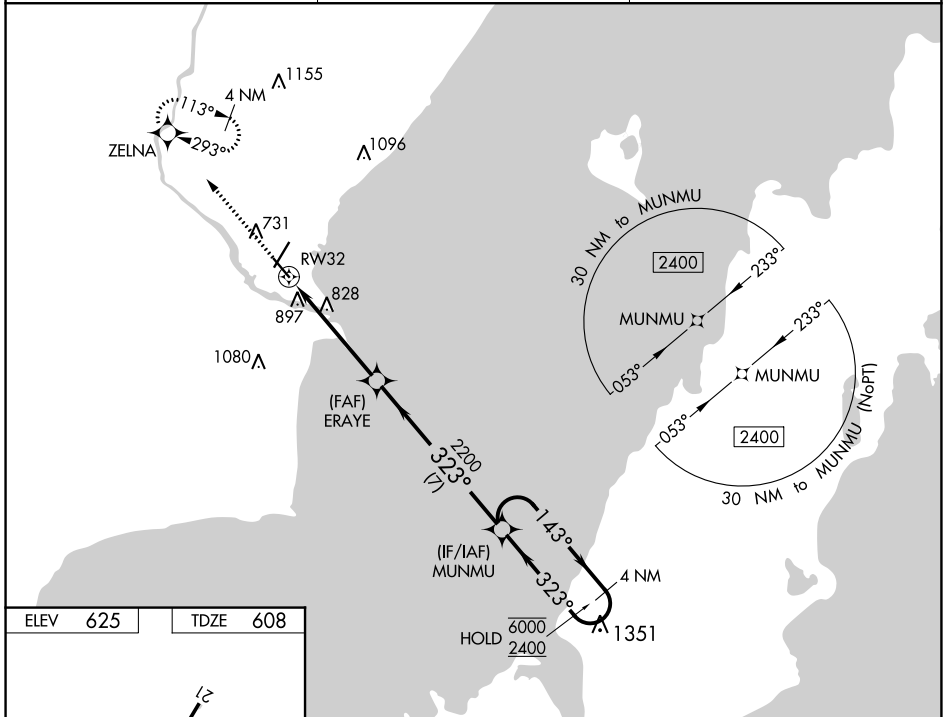 1155
4 NM
113°
293°
ZELNA
1096
731
RW32
828
897
1080
(FAF)
ERAYE
2200
323°
(7)
(IF/IAF)
MUNMU
143°
323°
4 NM
HOLD
6000
2400
1351
30 NM to MUNMU
2400
233°
MUNMU
053°
233°
MUNMU
053°
2400
30 NM to MUNMU (NoPT)
ELEV 625
TDZE 608
21